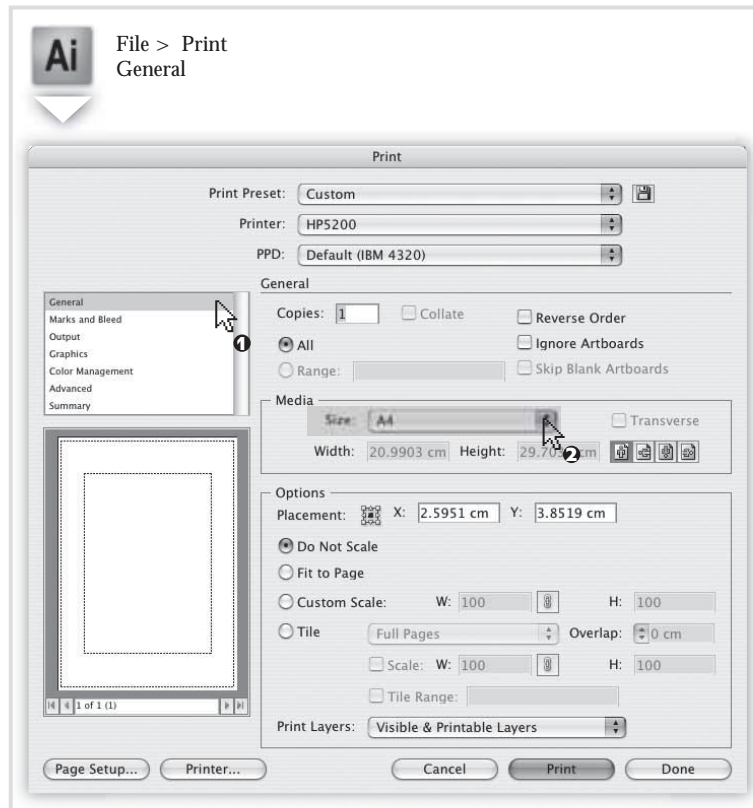 Ai
File > Print
General
Print
Print Preset: Custom
Printer: HP5200
PPD: Default (IBM 4320)
General
Marks and Bleed
Output
Graphics
Color Management
Advanced
Summary
1 of 1 (1)
General
Copies: 1 Collate Reverse Order
All Ignore Artboards
Range: Skip Blank Artboards
Media
Size: A4 Transverse
Width: 20.9903 cm Height: cm
Options
Placement: X: 2.5951 cm Y: 3.8519 cm
Do Not Scale
Fit to Page
Custom Scale: W: 100 H: 100
Tile Full Pages Overlap: 0 cm
Scale: W: 100 H: 100
Tile Range:
Print Layers: Visible & Printable Layers
Page Setup... Printer... Cancel Print Done
1
2